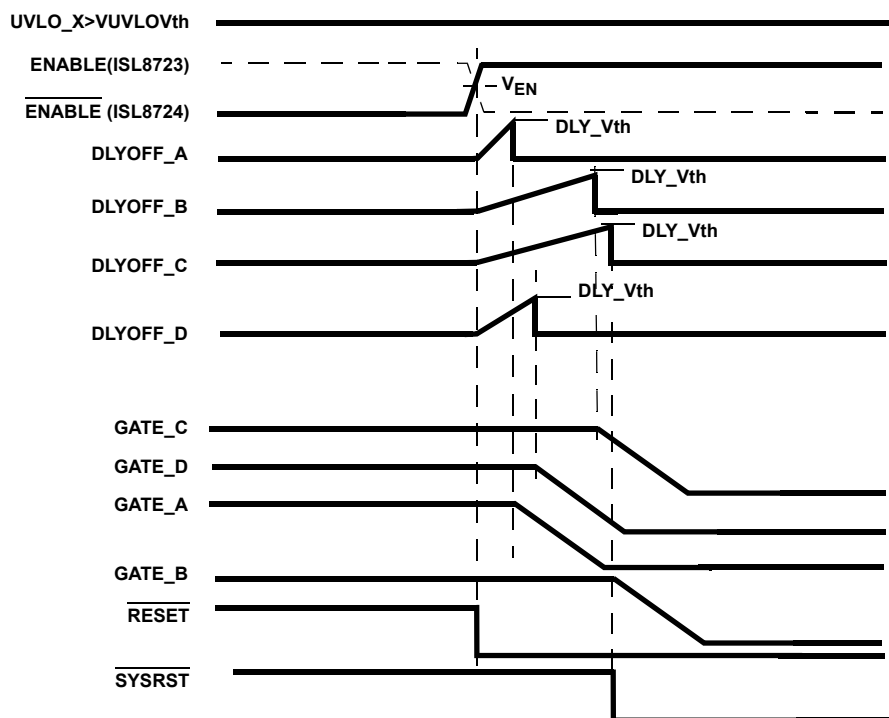 UVLO_X>VUVLOVth
ENABLE(ISL8723)
VEN
ENABLE (ISL8724)
DLY_Vth
DLYOFF_A
DLY_Vth
DLYOFF_B
DLY_Vth
DLYOFF_C
DLY_Vth
DLYOFF_D
GATE_C
GATE_D
GATE_A
GATE_B
RESET
SYSRST